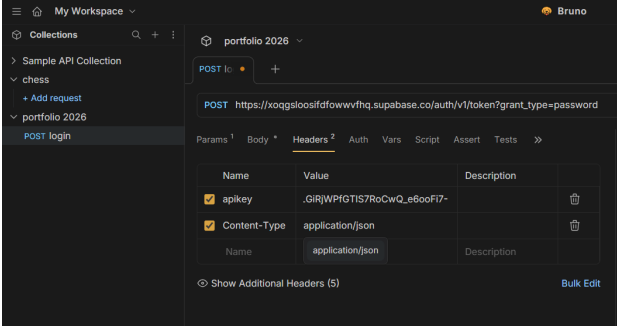 My Workspace
Bruno
Collections
Sample API Collection
chess
+ Add request
portfolio 2026
POST login
portfolio 2026
POST lo
POST https://xoqgsloosifdfowwvfhq.supabase.co/auth/v1/token?grant_type=password
Params 1 Body Headers 2 Auth Vars Script Assert Tests
Name Value Description
apikey .GiRjWPfGTIS7RoCwQ_e6ooFi7-
Content-Type application/json
Name application/json Description
Show Additional Headers (5) Bulk Edit